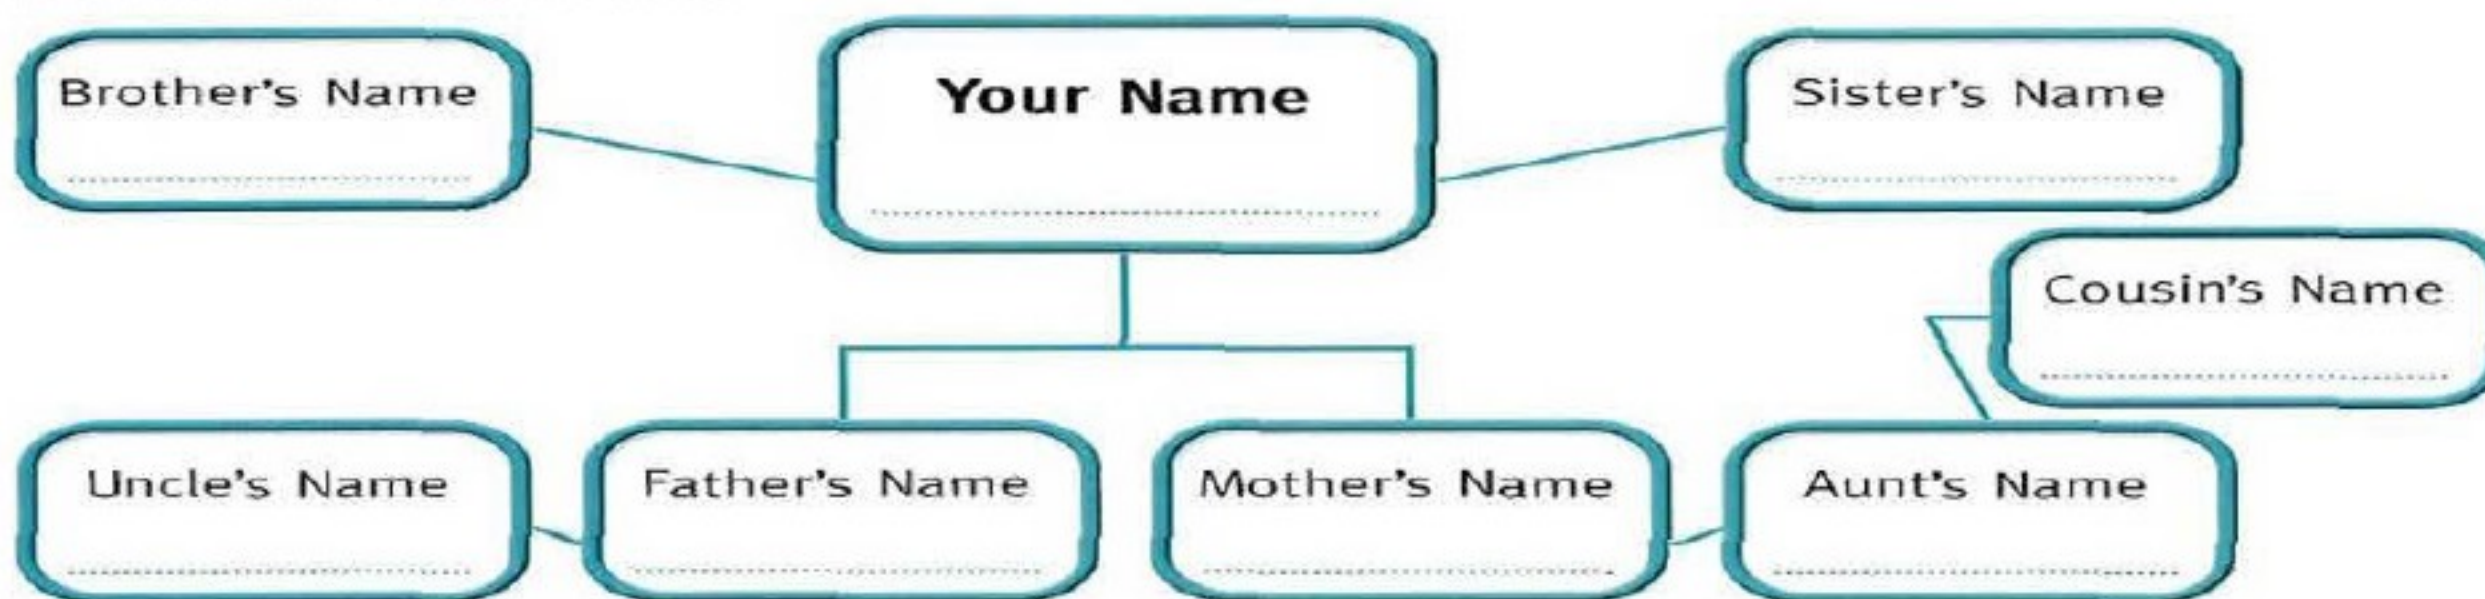 Brother's Name
Your Name
Sister's Name
Cousin's Name
Uncle's Name
Father's Name
Mother's Name
Aunt's Name